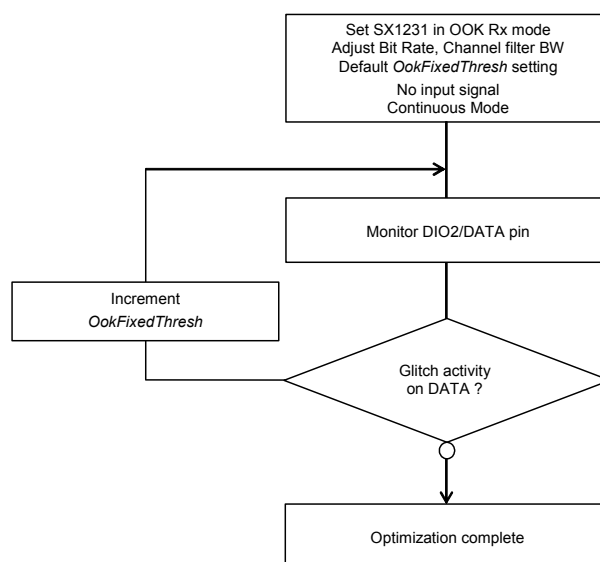 Set SX1231 in OOK Rx mode
Adjust Bit Rate, Channel filter BW
Default OokFixedThresh setting
No input signal
Continuous Mode
Monitor DIO2/DATA pin
Increment
OokFixedThresh
Glitch activity
on DATA ?
Optimization complete